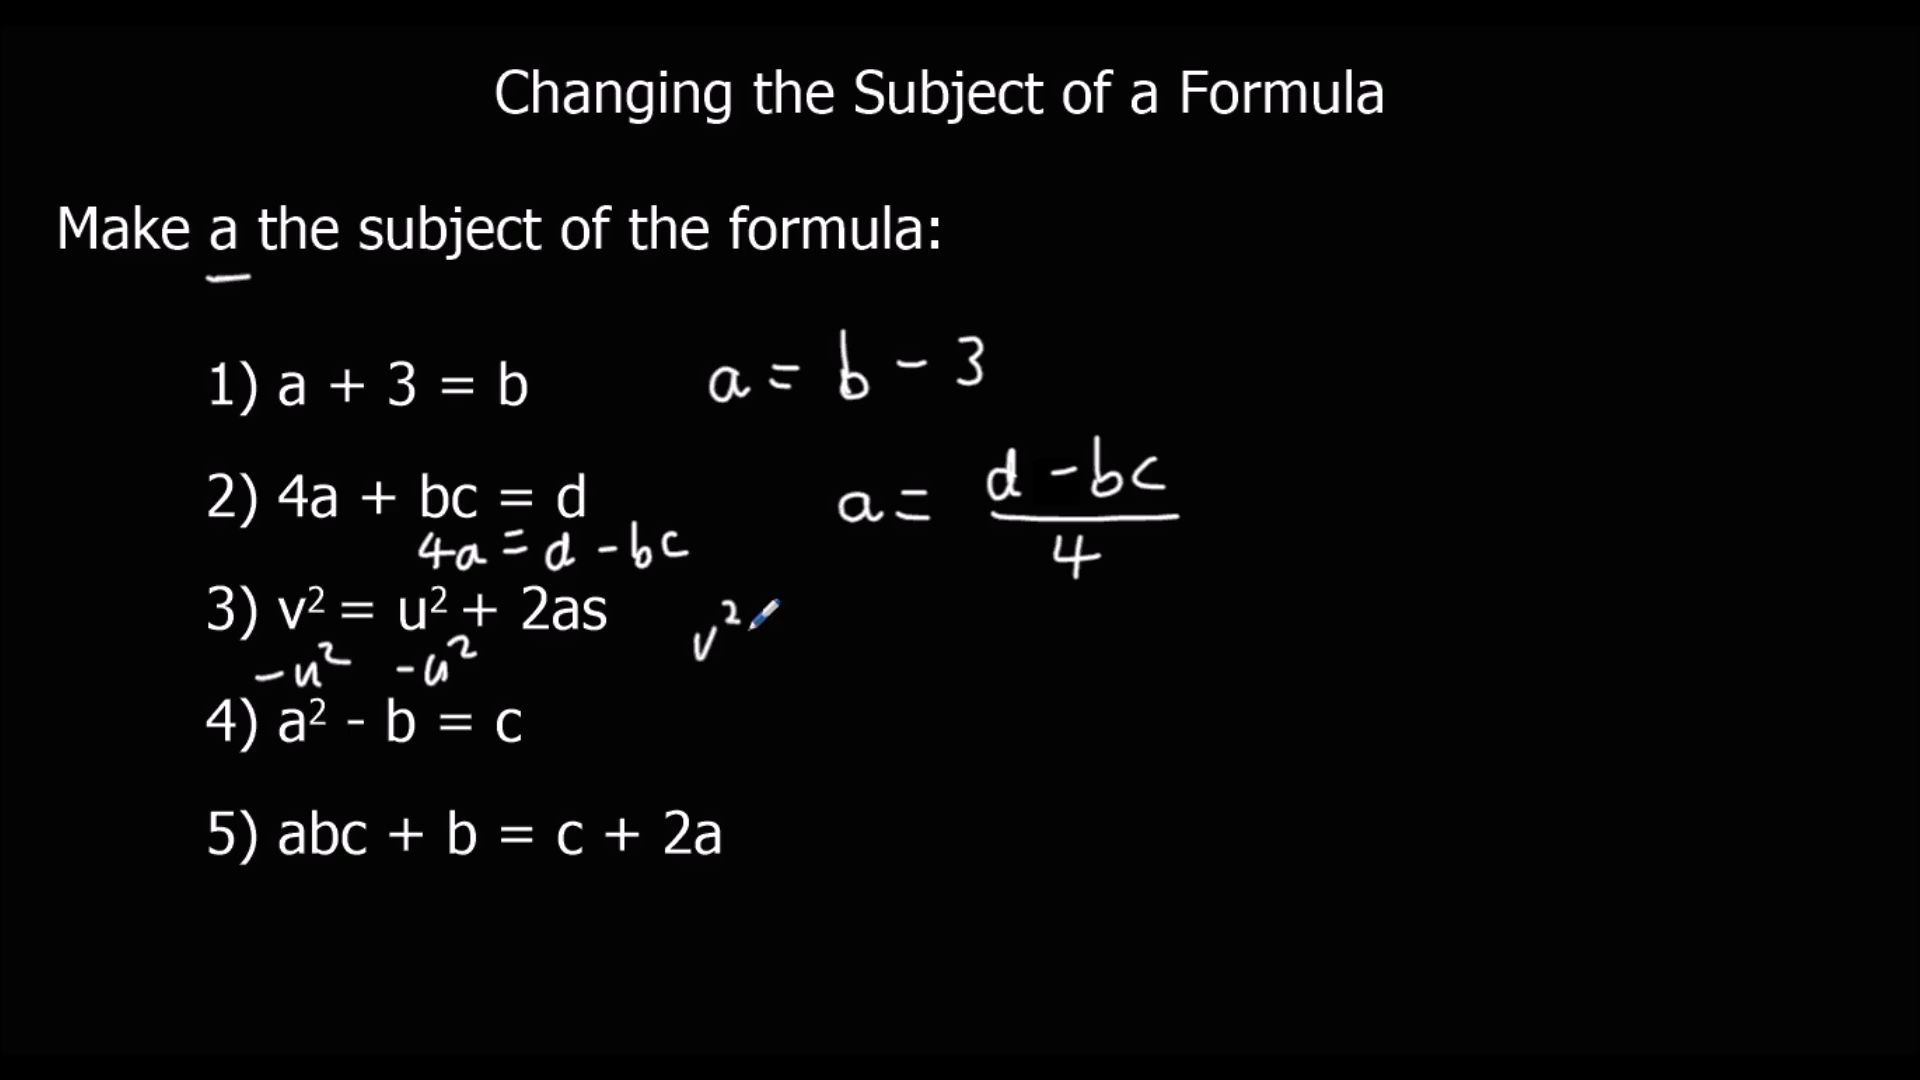 Changing the Subject of a Formula
Make a the subject of the formula:
1) a + 3 = b
a = b - 3
2) 4a + bc = d
4a = d - bc
a = d - bc / 4
3) v² = u² + 2as
-u² -u²
v²
4) a² - b = c
5) abc + b = c + 2a